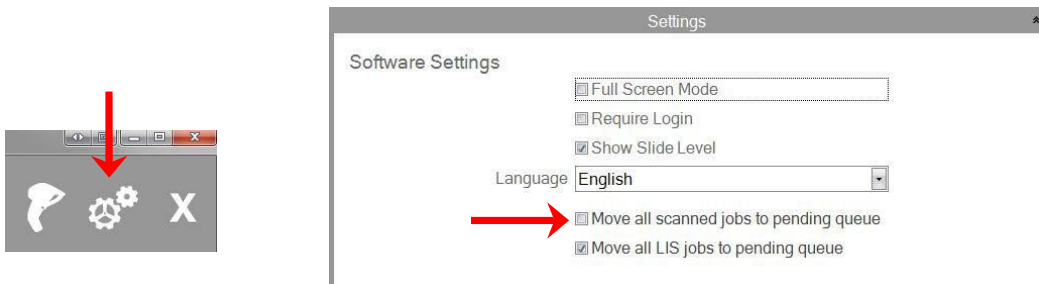 Settings
Software Settings
Full Screen Mode
Require Login
Show Slide Level
Language English
Move all scanned jobs to pending queue
Move all LIS jobs to pending queue